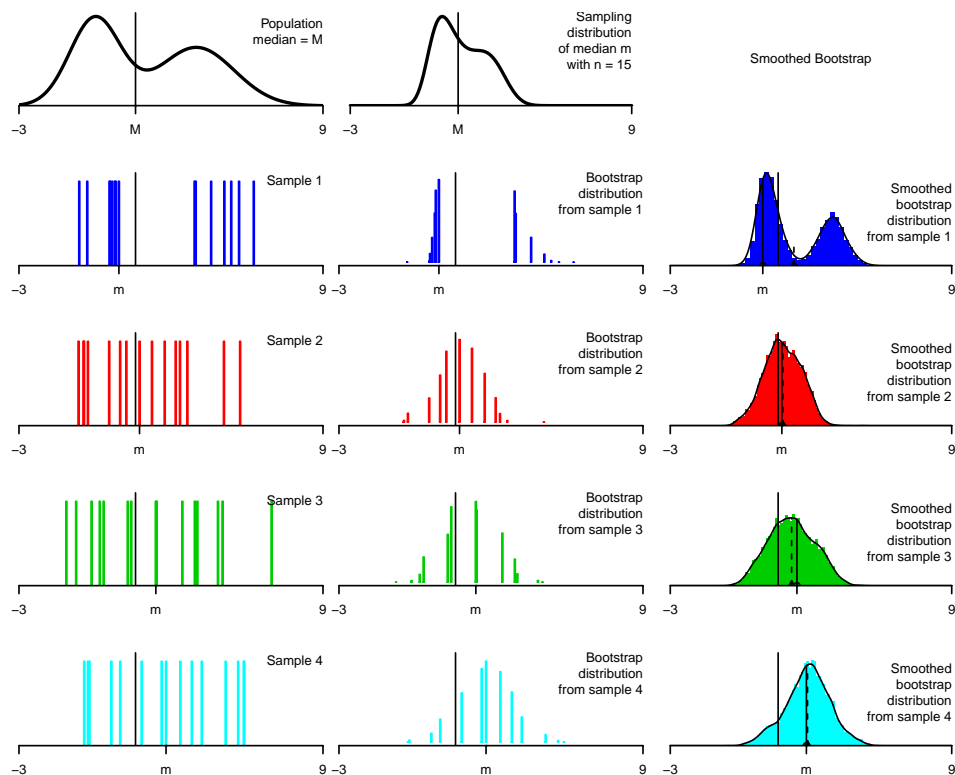 Population
median = M
−3
M
9
Sampling
distribution
of median m
with n = 15
−3
M
9
Smoothed Bootstrap
Sample 1
−3
m
9
Bootstrap
distribution
from sample 1
−3
m
9
Smoothed
bootstrap
distribution
from sample 1
−3
m
9
Sample 2
−3
m
9
Bootstrap
distribution
from sample 2
−3
m
9
Smoothed
bootstrap
distribution
from sample 2
−3
m
9
Sample 3
−3
m
9
Bootstrap
distribution
from sample 3
−3
m
9
Smoothed
bootstrap
distribution
from sample 3
−3
m
9
Sample 4
−3
m
9
Bootstrap
distribution
from sample 4
−3
m
9
Smoothed
bootstrap
distribution
from sample 4
−3
m
9